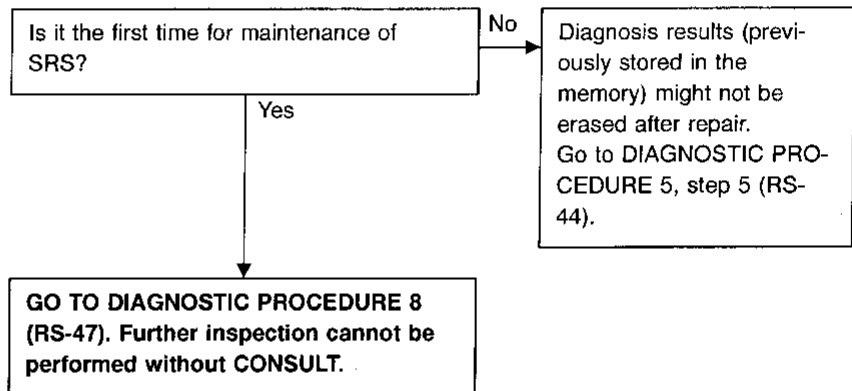 Is it the first time for maintenance of
SRS?
No
Diagnosis results (previ-
ously stored in the
memory) might not be
erased after repair.
Go to DIAGNOSTIC PRO-
CEDURE 5, step 5 (RS-
44).
Yes
GO TO DIAGNOSTIC PROCEDURE 8
(RS-47). Further inspection cannot be
performed without CONSULT.